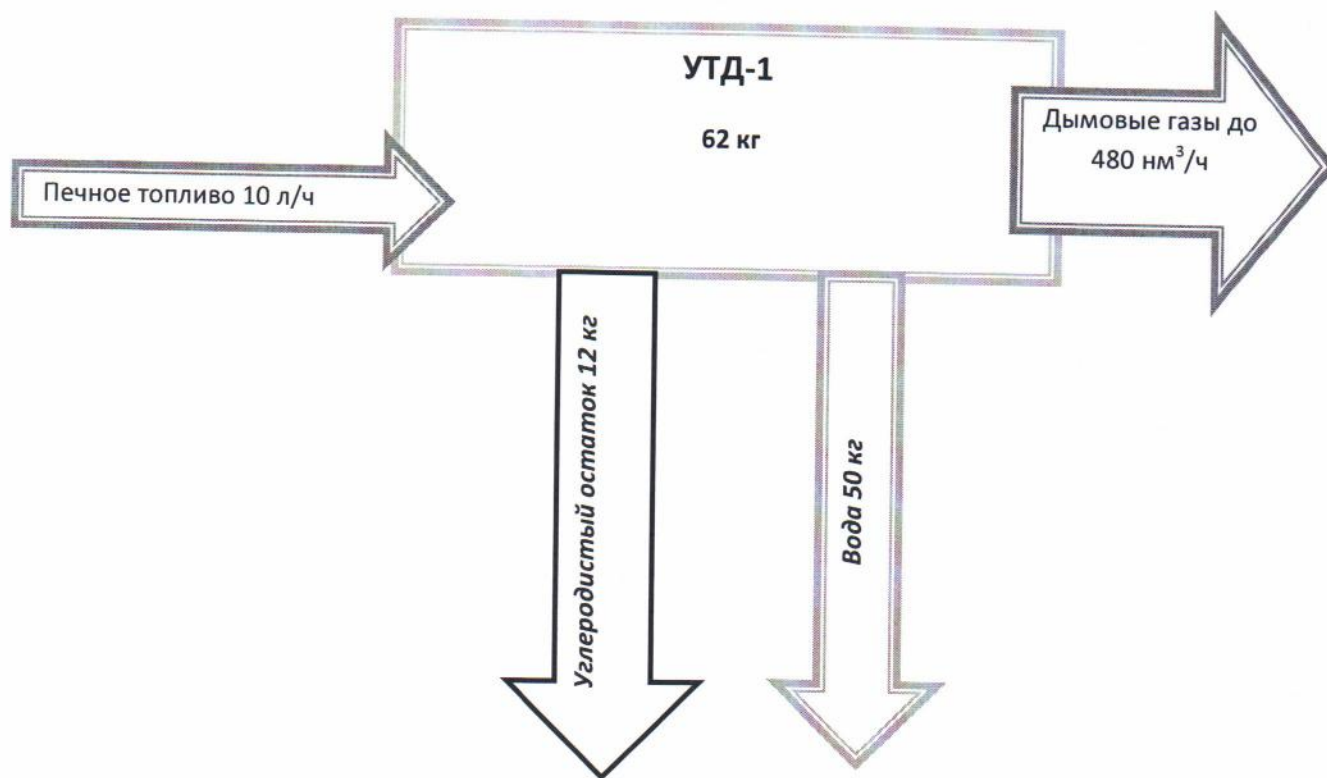 УТД-1
62 кг
Дымовые газы до
480 нм³/ч
Печное топливо 10 л/ч
Углеродистый остаток 12 кг
Вода 50 кг